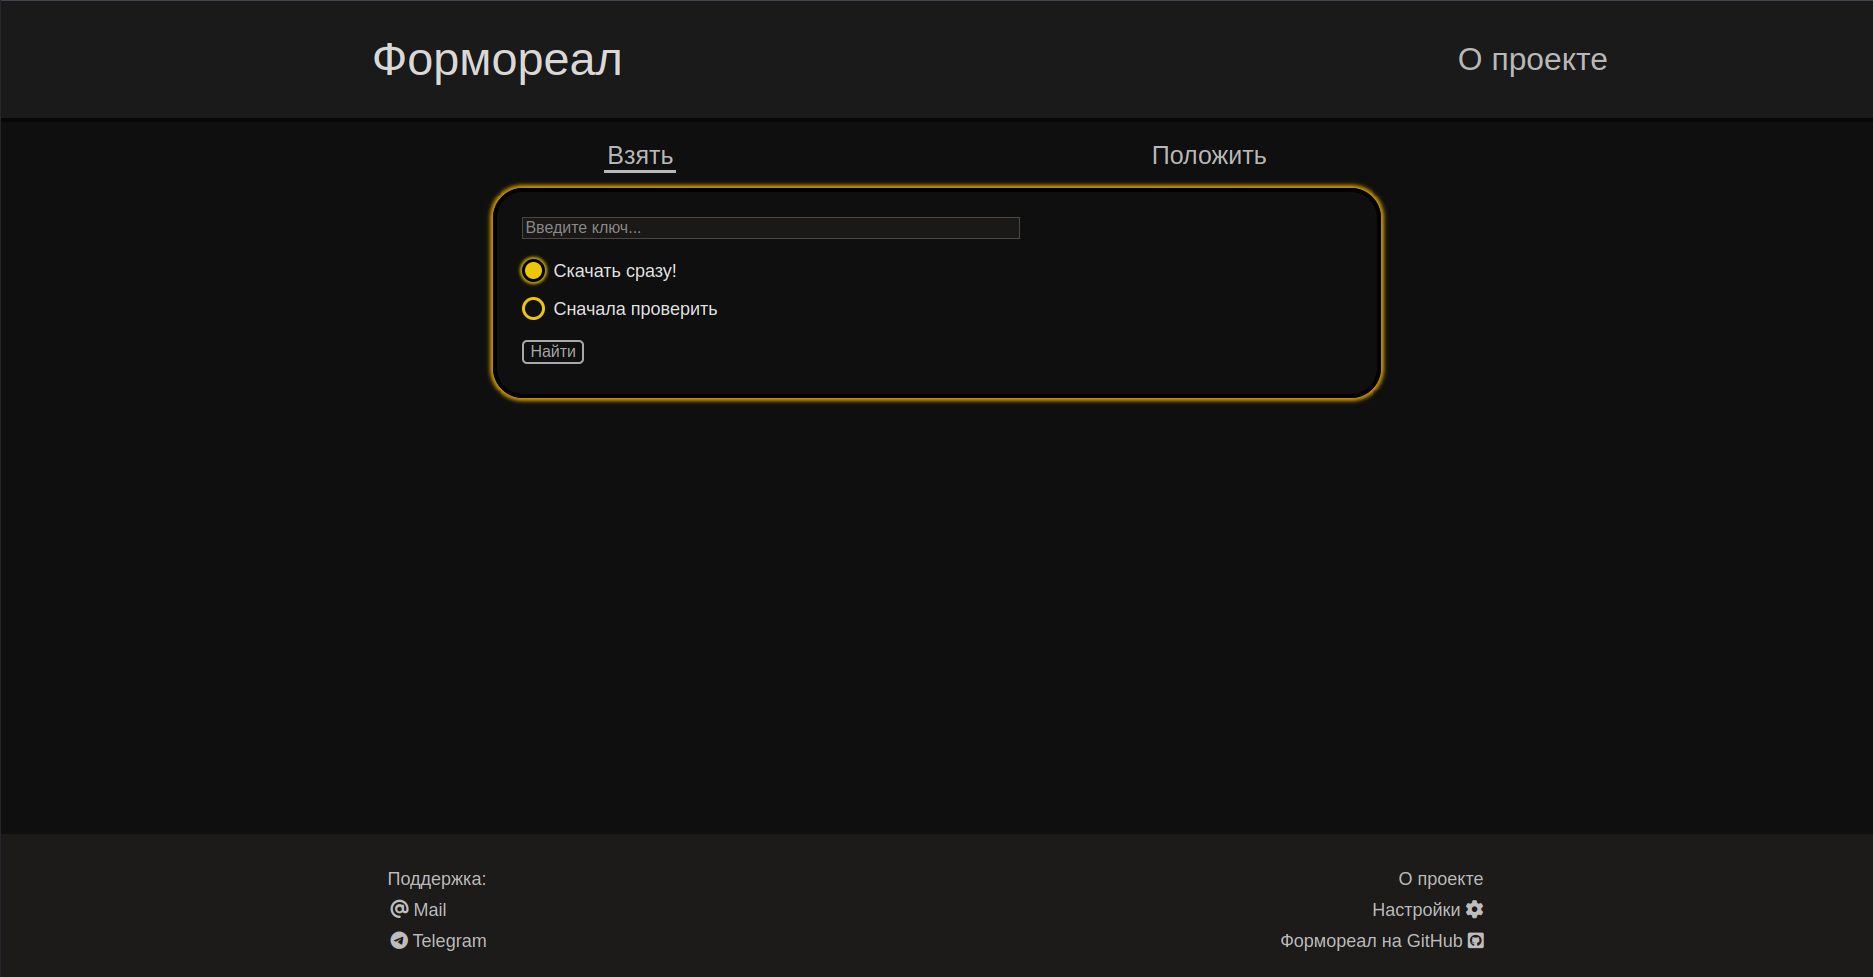 Формореал
О проекте
Взять
Положить
Введите ключ...
Скачать сразу!
Сначала проверить
Найти
Поддержка:
Mail
Telegram
О проекте
Настройки
Формореал на GitHub